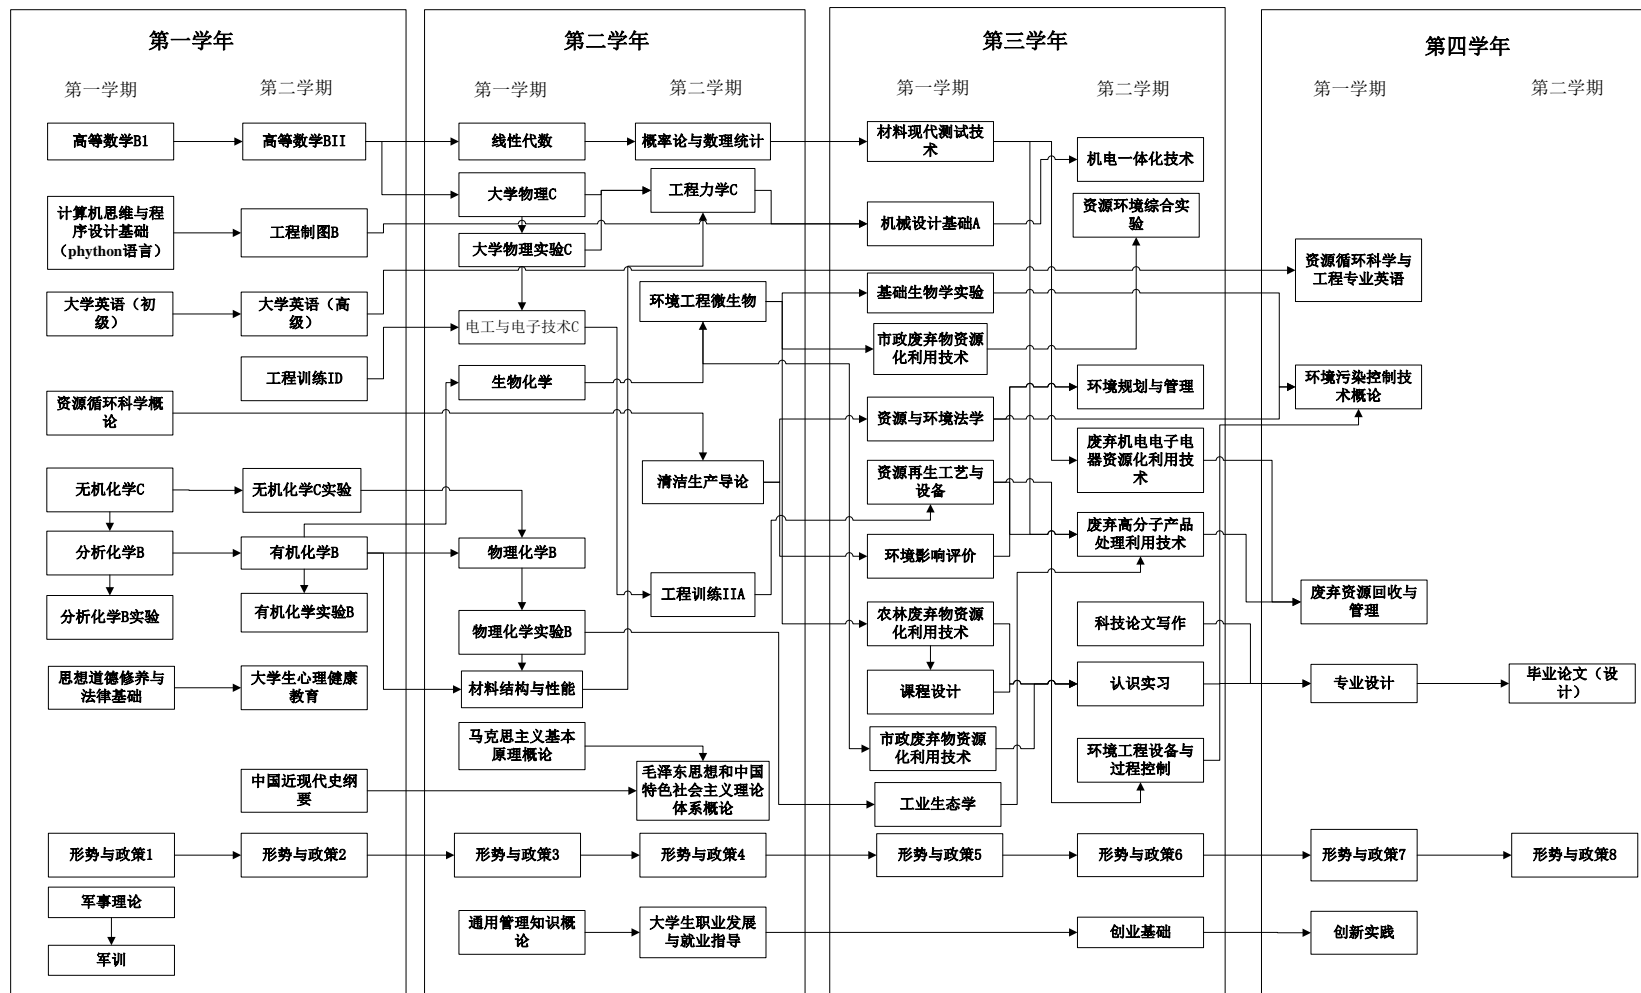 第一学年
第一学期
第二学期
高等数学B1
高等数学BII
计算机思维与程
序设计基础
（phython语言）
工程制图B
大学英语（初
级）
大学英语（高
级）
工程训练ID
资源循环科学概
论
无机化学C
无机化学C实验
分析化学B
有机化学B
分析化学B实验
有机化学实验B
思想道德修养与
法律基础
大学生心理健康
教育
中国近现代史纲
要
形势与政策1
形势与政策2
军事理论
军训
第二学年
第一学期
第二学期
线性代数
概率论与数理统计
大学物理C
工程力学C
大学物理实验C
环境工程微生物
电工与电子技术C
生物化学
清洁生产导论
物理化学B
工程训练IIA
物理化学实验B
材料结构与性能
马克思主义基本
原理概论
毛泽东思想和中国
特色社会主义理论
体系概论
形势与政策3
形势与政策4
通用管理知识概
论
大学生职业发展
与就业指导
第三学年
第一学期
第二学期
材料现代测试技
术
机电一体化技术
机械设计基础A
资源环境综合实
验
基础生物学实验
市政废弃物资源
化利用技术
环境规划与管理
资源与环境法学
废弃机电电子电
器资源化利用技
术
资源再生工艺与
设备
废弃高分子产品
处理利用技术
环境影响评价
农林废弃物资源
化利用技术
科技论文写作
课程设计
认识实习
市政废弃物资源
化利用技术
环境工程设备与
过程控制
工业生态学
形势与政策5
形势与政策6
创业基础
第四学年
第一学期
第二学期
资源循环科学与
工程专业英语
环境污染控制技
术概论
废弃资源回收与
管理
专业设计
毕业论文（设
计）
形势与政策7
形势与政策8
创新实践